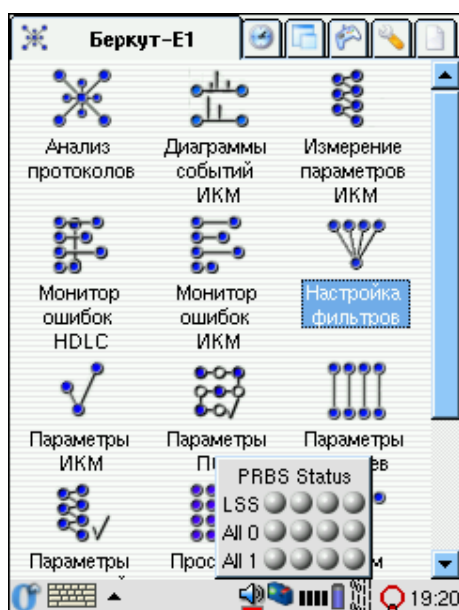 Беркут-E1
Анализ
протоколов
Диаграммы
событий
ИКМ
Измерение
параметров
ИКМ
Монитор
ошибок
HDLC
Монитор
ошибок
ИКМ
Настройка
фильтров
Параметры
ИКМ
Параметры
Параметры
Параметры
PRBS Status
LSS
All 0
All 1
19:20